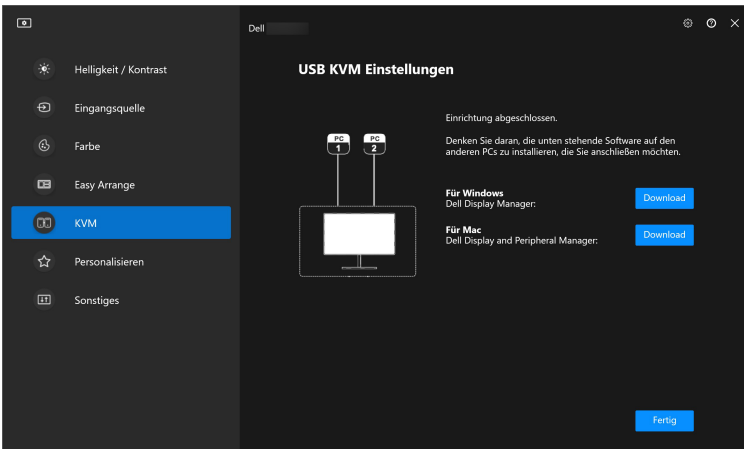 Dell
Helligkeit / Kontrast
Eingangsquelle
Farbe
Easy Arrange
KVM
Personalisieren
Sonstiges
USB KVM Einstellungen
PC
1
PC
2
Einrichtung abgeschlossen.
Denken Sie daran, die unten stehende Software auf den
anderen PCs zu installieren, die Sie anschließen möchten.
Für Windows
Dell Display Manager:
Download
Für Mac
Dell Display and Peripheral Manager:
Download
Fertig